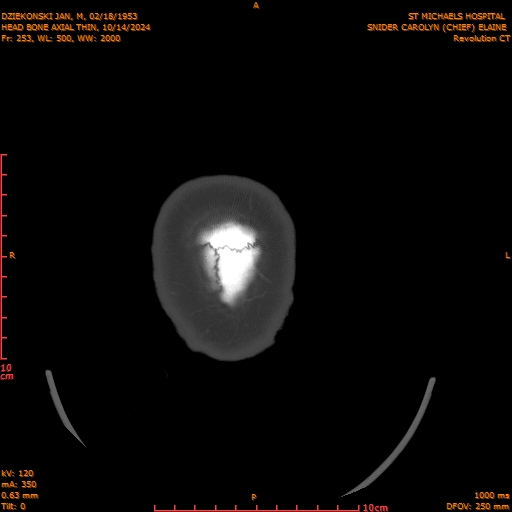 A
DZIEKONSKI JAN, M, 02/18/1953
HEAD BONE AXIAL THIN, 10/14/2024
Fr: 253, WL: 500, WW: 2000
ST MICHAELS HOSPITAL
SNIDER CAROLYN (CHIEF) ELAINE
Revolution CT
R
L
10
cm
kV: 120
mA: 350
0.63 mm
Tilt: 0
P
10cm
1000 ms
DFOV: 250 mm